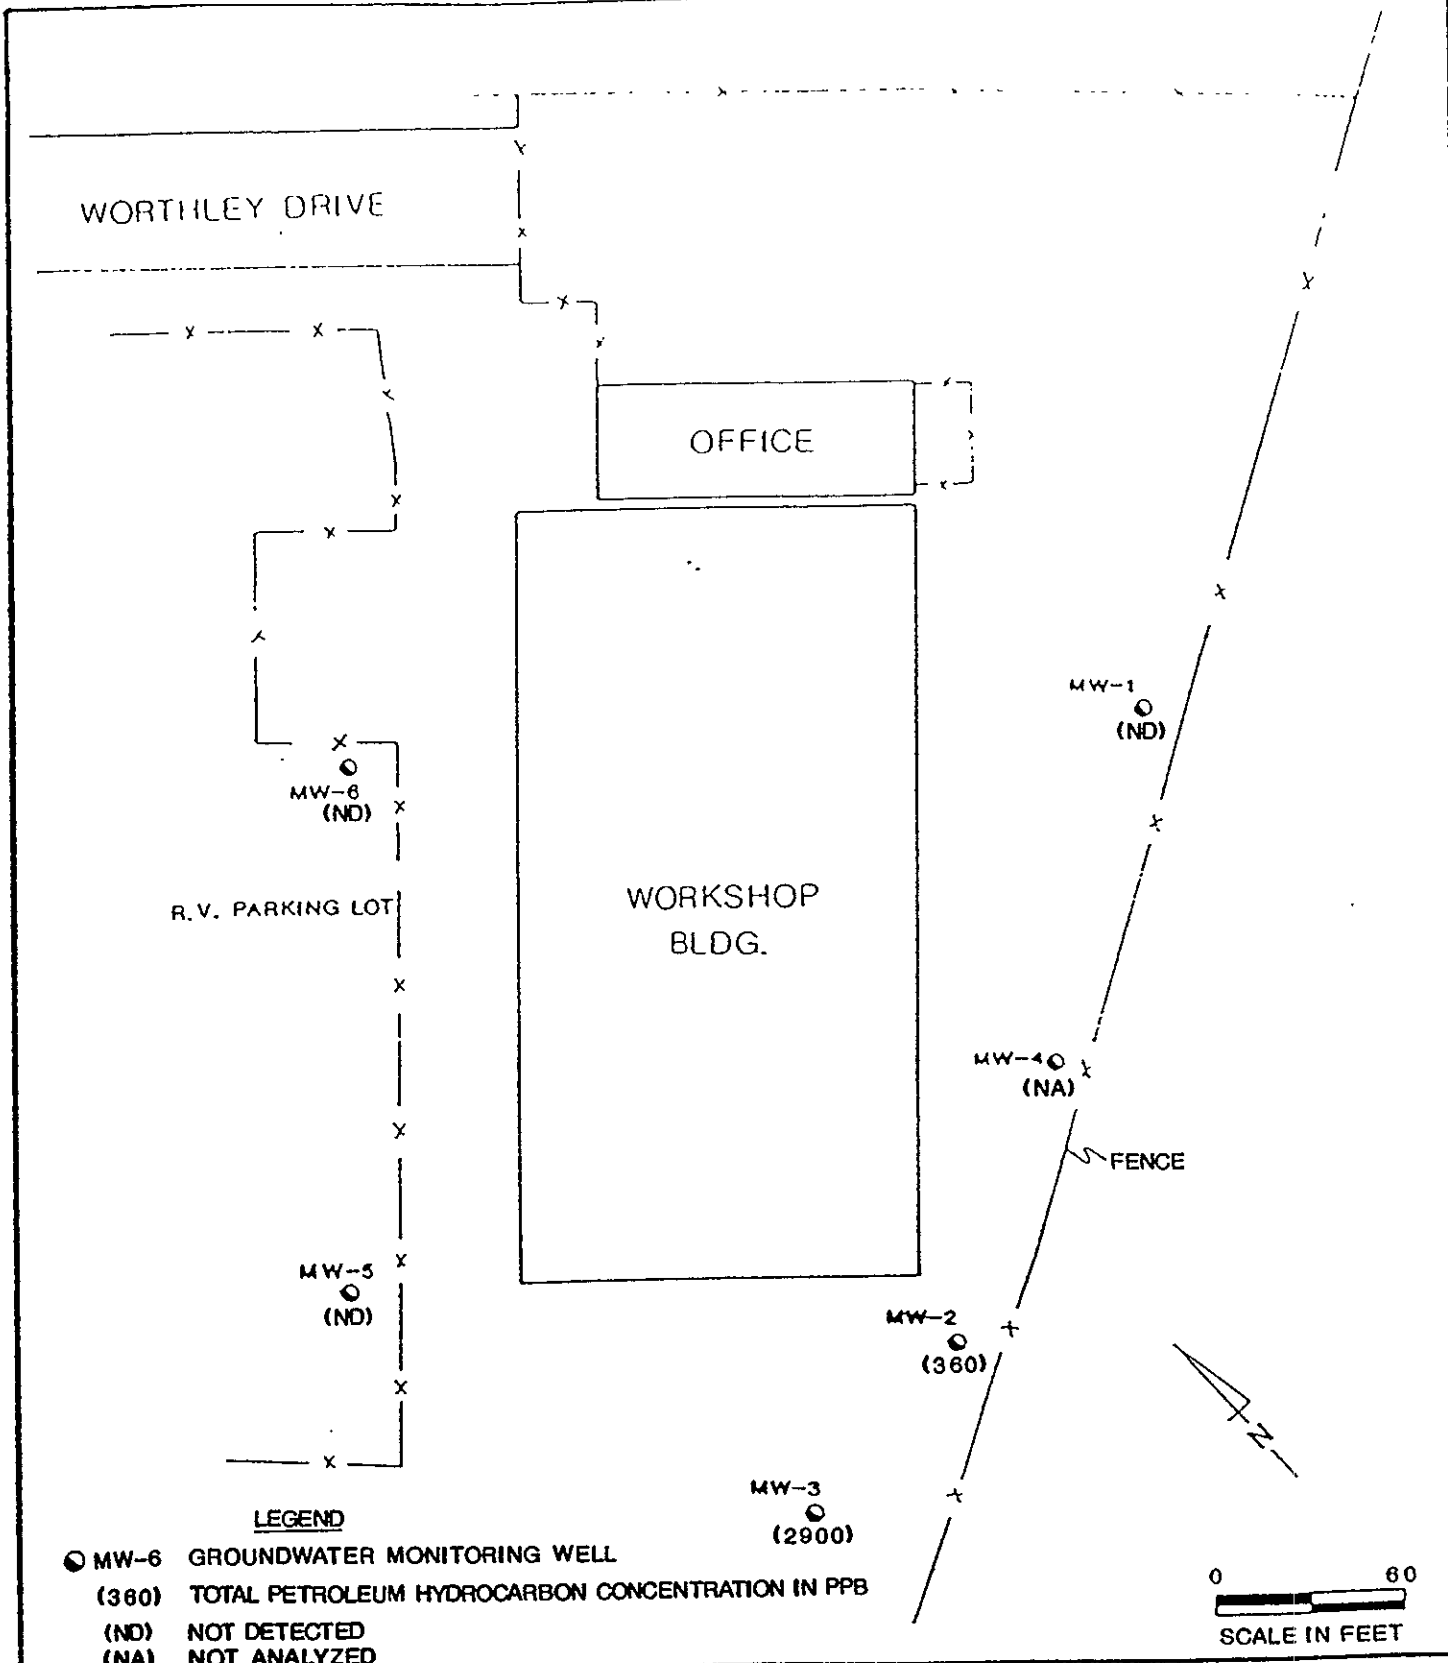 WORTHLEY DRIVE
OFFICE
MW-1
(ND)
MW-6
(ND)
R.V. PARKING LOT
WORKSHOP
BLDG.
MW-4
(NA)
FENCE
MW-5
(ND)
MW-2
(360)
N
MW-3
(2900)
LEGEND
MW-6 GROUNDWATER MONITORING WELL
(360) TOTAL PETROLEUM HYDROCARBON CONCENTRATION IN PPB
(ND) NOT DETECTED
(NA) NOT ANALYZED
0 60
SCALE IN FEET